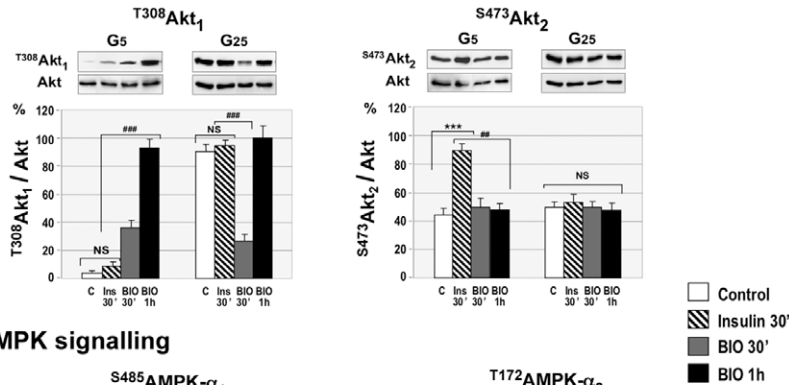 T308Akt1
S473Akt2
G5 G25
G5 G25
T308Akt1
Akt
S473Akt2
Akt
%
120
100
80
60
40
20
0
T308Akt1 / Akt
NS
###
NS
###
C Ins 30' BIO 30' BIO 1h
C Ins 30' BIO 30' BIO 1h
%
120
100
80
60
40
20
0
S473Akt2 / Akt
***
##
NS
C Ins 30' BIO 30' BIO 1h
C Ins 30' BIO 30' BIO 1h
Control
Insulin 30'
BIO 30'
BIO 1h
MPK signalling
S485AMPK-α
T172AMPK-α